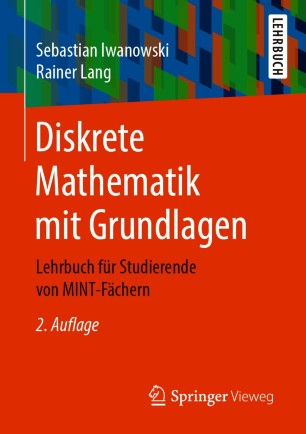 Sebastian Iwanowski
Rainer Lang
LEHRBUCH
Diskrete
Mathematik
mit Grundlagen
Lehrbuch für Studierende
von MINT-Fächern
2. Auflage
Springer Vieweg